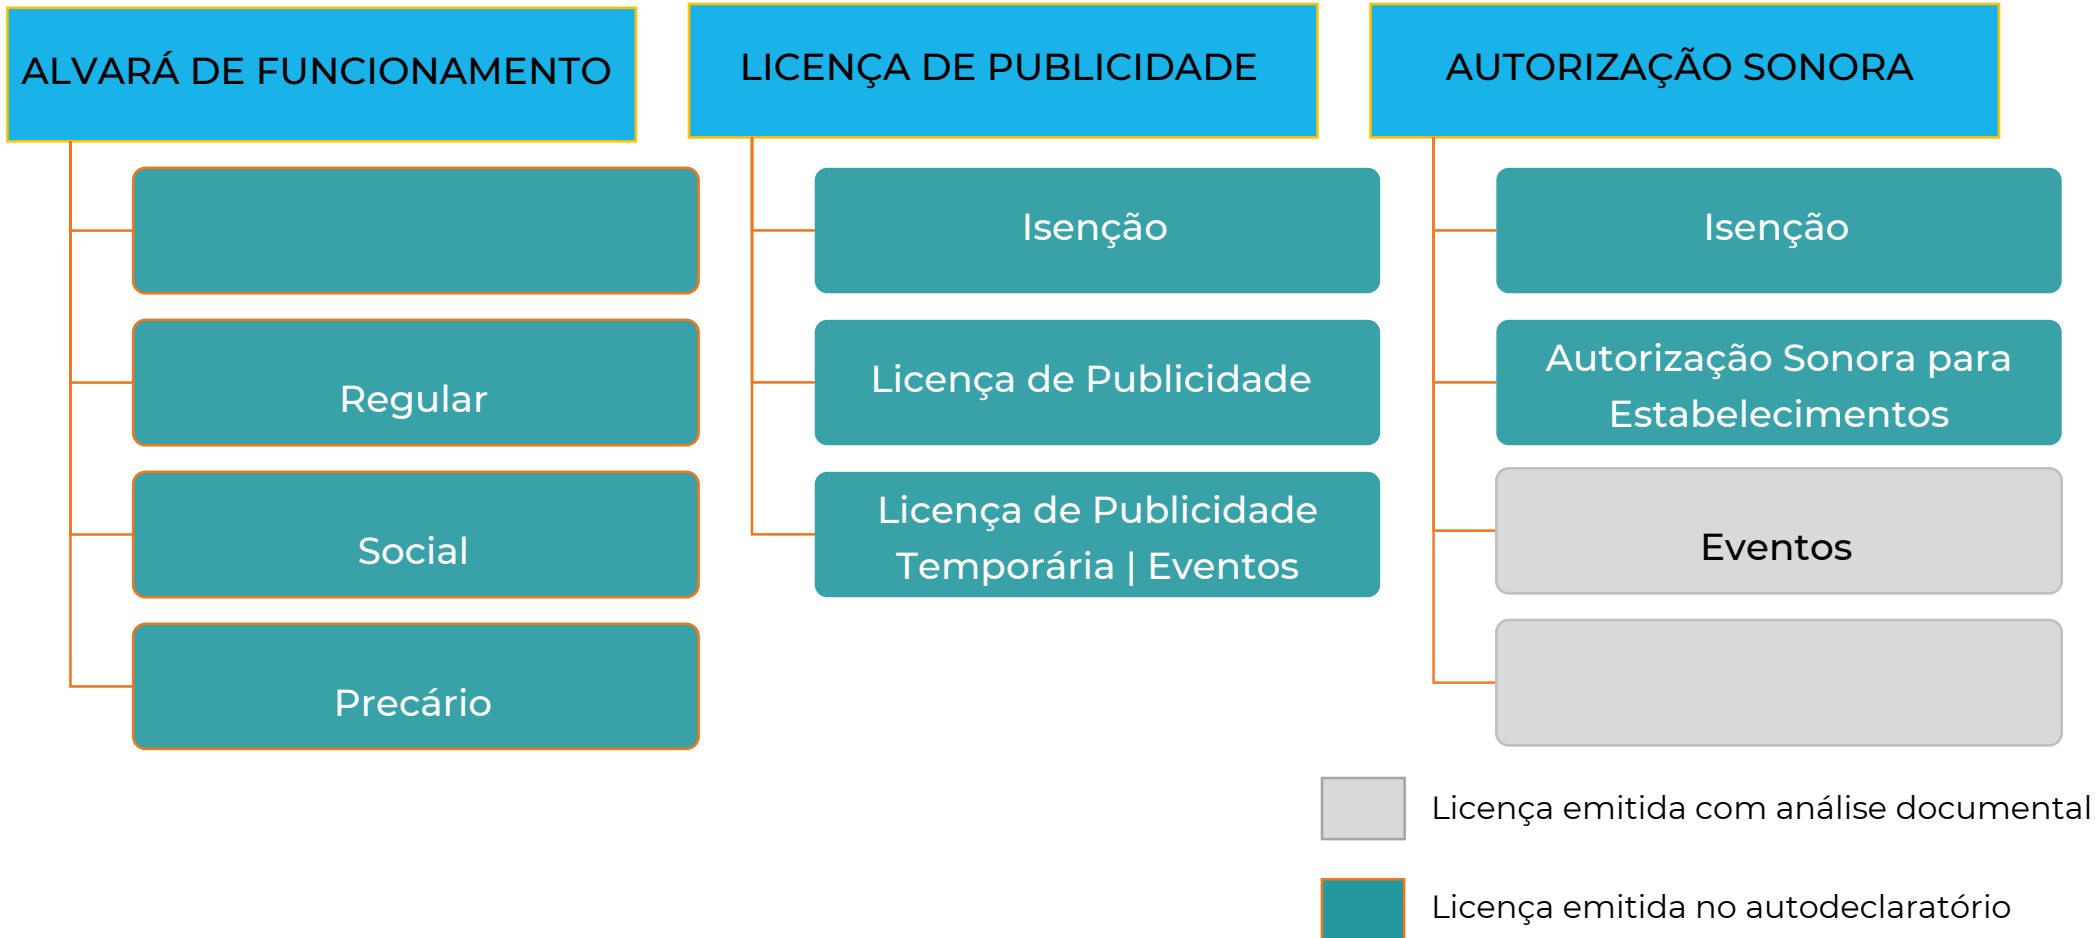 ALVARÁ DE FUNCIONAMENTO
Regular
Social
Precário
LICENÇA DE PUBLICIDADE
Isenção
Licença de Publicidade
Licença de Publicidade
Temporária | Eventos
AUTORIZAÇÃO SONORA
Isenção
Autorização Sonora para
Estabelecimentos
Eventos
Licença emitida com análise documental
Licença emitida no autodeclaratório